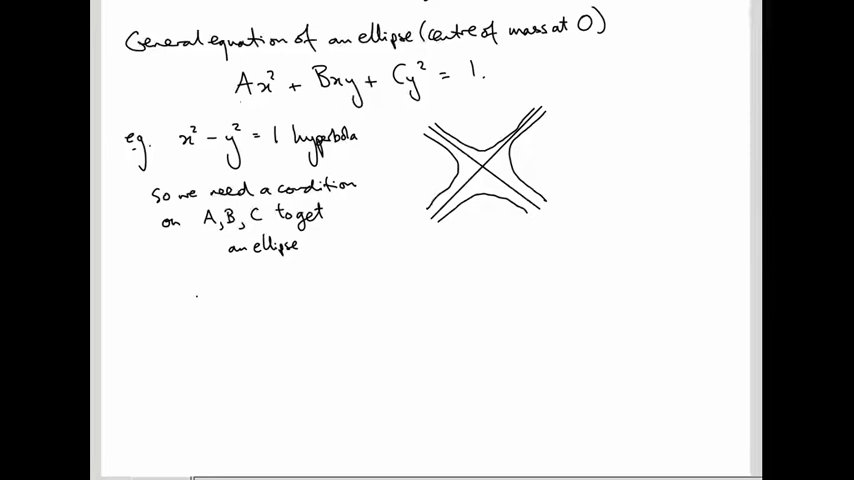 General equation of an ellipse (centre of mass at O)
Ax² + Bxy + Cy² = 1.
eg. x² - y² = 1 hyperbola
So we need a condition
on A, B, C to get
an ellipse